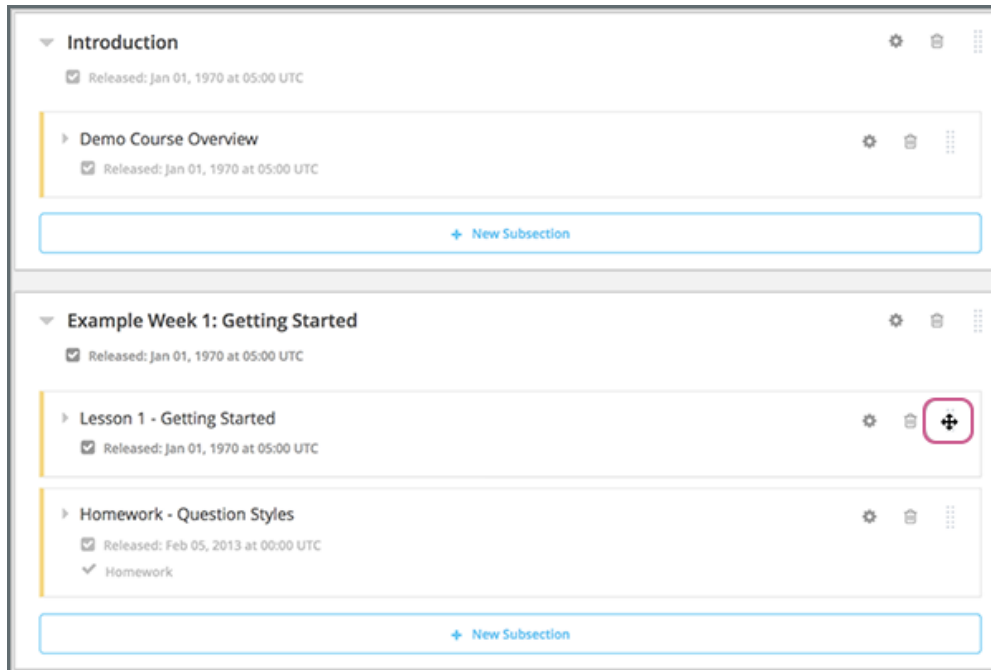 Introduction
Released: Jan 01, 1970 at 05:00 UTC
Demo Course Overview
Released: Jan 01, 1970 at 05:00 UTC
+ New Subsection
Example Week 1: Getting Started
Released: Jan 01, 1970 at 05:00 UTC
Lesson 1 - Getting Started
Released: Jan 01, 1970 at 05:00 UTC
Homework - Question Styles
Released: Feb 05, 2013 at 00:00 UTC
Homework
+ New Subsection